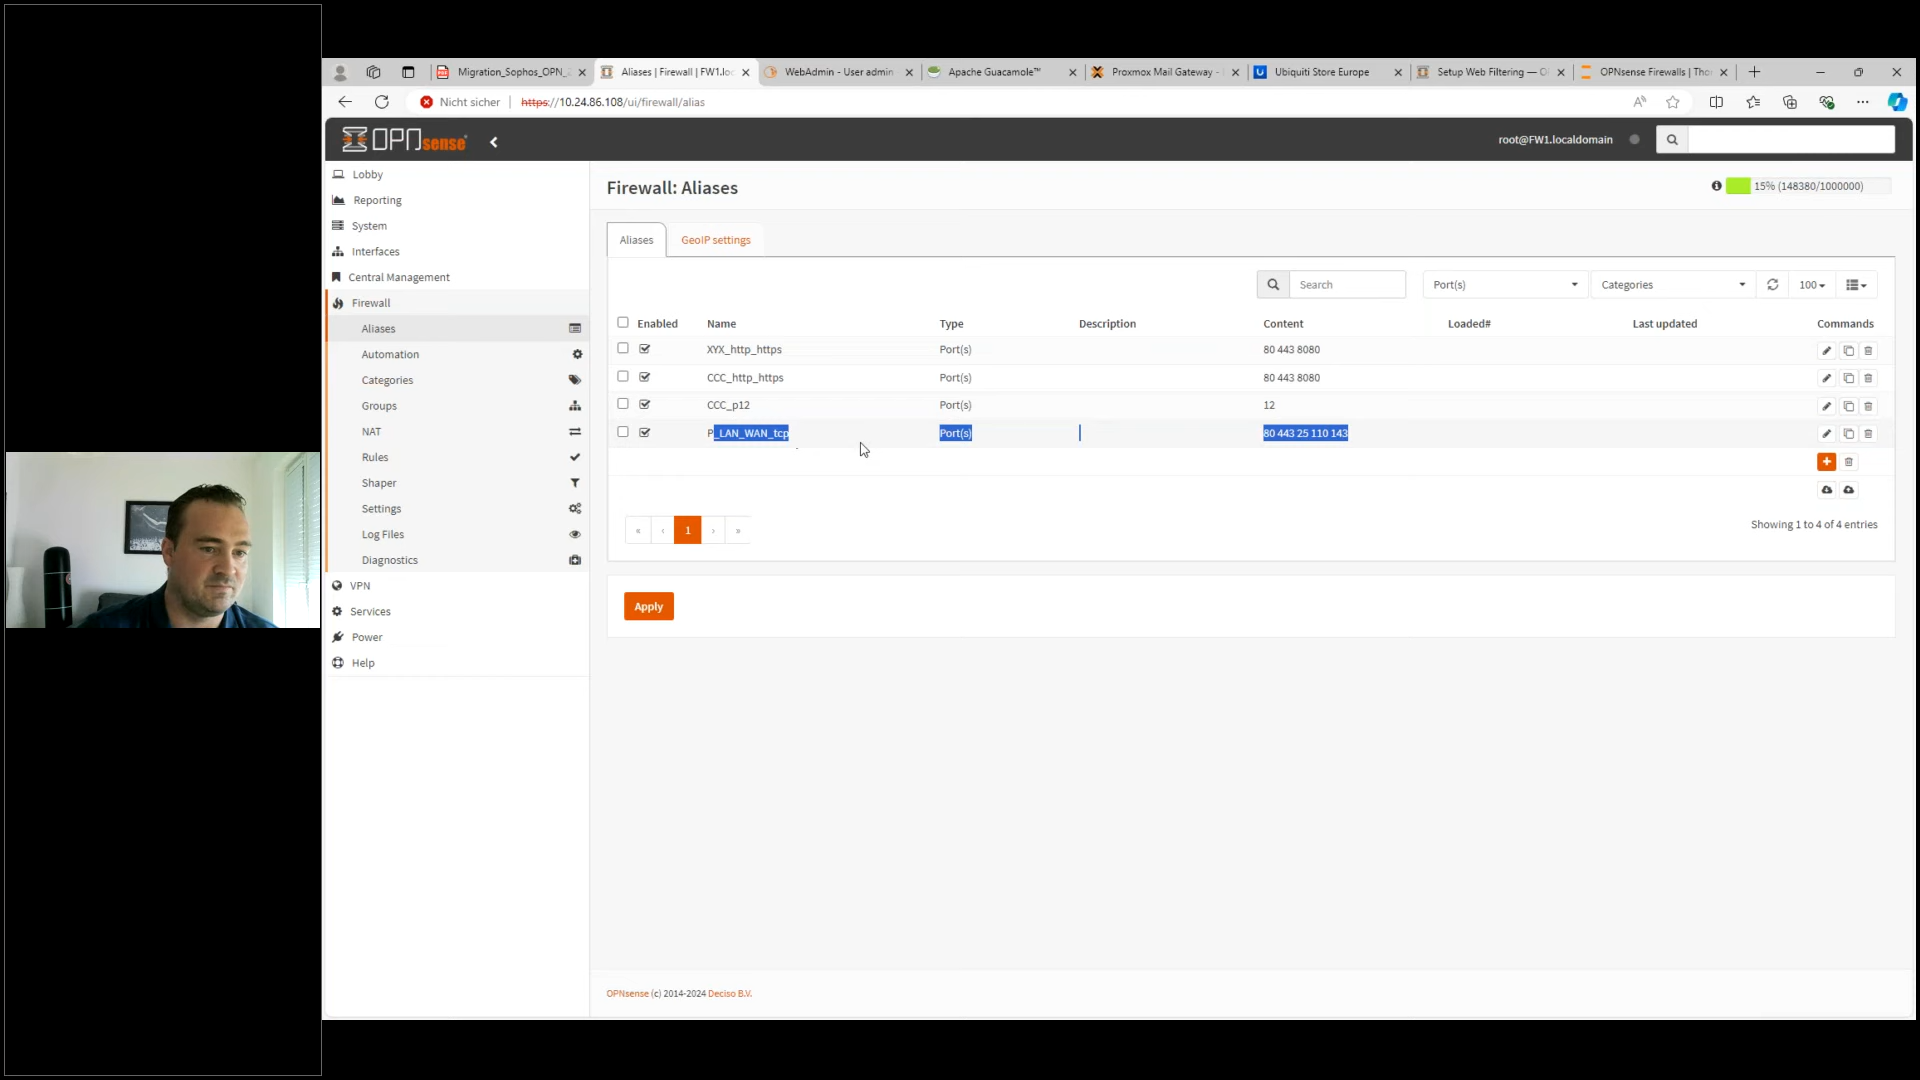 Migration_Sophos_OPN_
Aliases | Firewall | FW1.loc
WebAdmin - User admin
Apache Guacamole™
Proxmox Mail Gateway -
Ubiquiti Store Europe
Setup Web Filtering — O
OPNsense Firewalls | Tho
Nicht sicher
https://10.24.86.108/ui/firewall/alias
OPNsense
root@FW1.localdomain
Lobby
Reporting
System
Interfaces
Central Management
Firewall
Aliases
Automation
Categories
Groups
NAT
Rules
Shaper
Settings
Log Files
Diagnostics
VPN
Services
Power
Help
Firewall: Aliases
15% (148380/1000000)
Aliases
GeoIP settings
Search
Port(s)
Categories
100
Enabled Name Type Description Content Loaded# Last updated Commands
XYX_http_https Port(s) 80 443 8080
CCC_http_https Port(s) 80 443 8080
CCC_p12 Port(s) 12
P_LAN_WAN_tcp Port(s) 80 443 25 110 143
« ‹ 1 › »
Showing 1 to 4 of 4 entries
Apply
OPNsense (c) 2014-2024 Deciso B.V.